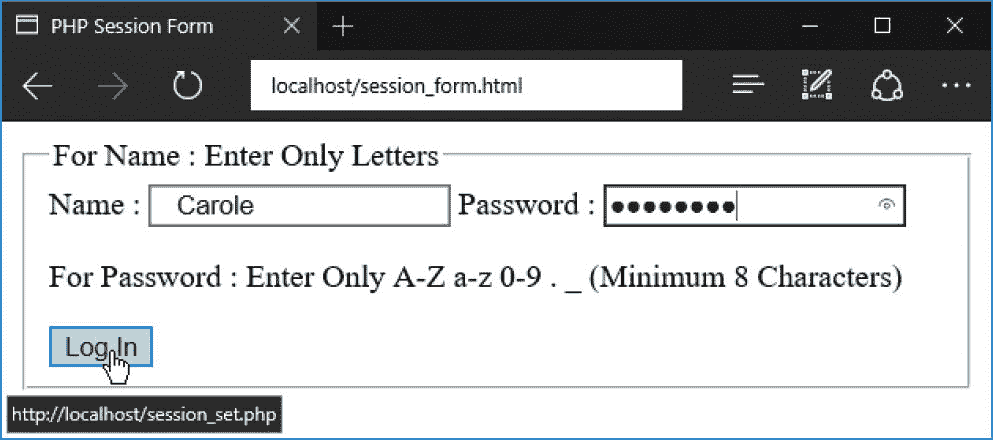 PHP Session Form
localhost/session_form.html
For Name : Enter Only Letters
Name : Carole Password : ●●●●●●●●
For Password : Enter Only A-Z a-z 0-9 . _ (Minimum 8 Characters)
Log In
http://localhost/session_set.php